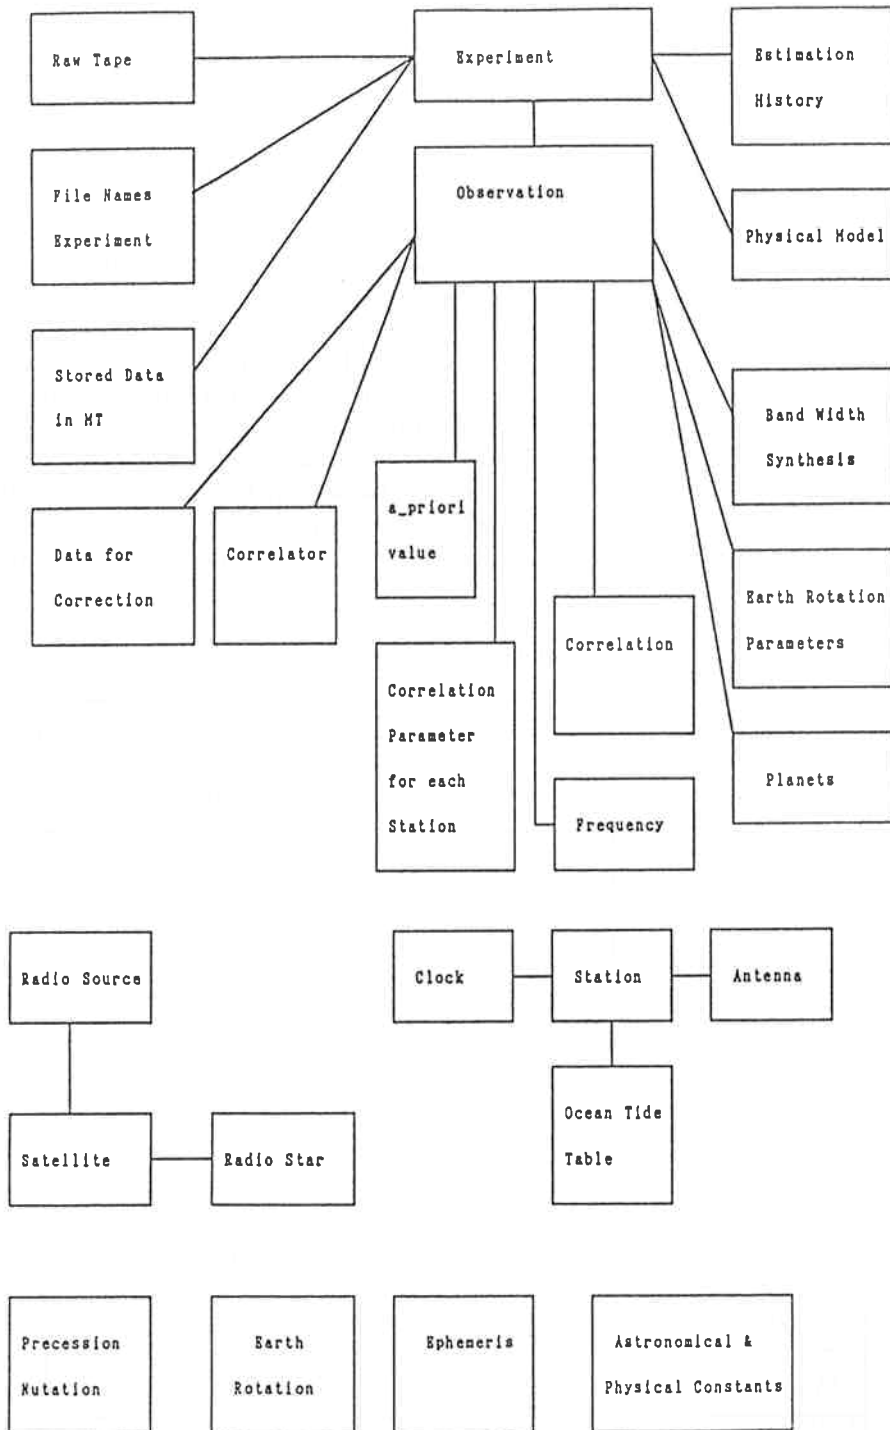 Raw Tape
Experiment
Estimation
History
File Names
Experiment
Observation
Physical Model
Stored Data
in MT
Band Width
Synthesis
Data for
Correction
Correlator
a_priori
value
Correlation
Earth Rotation
Parameters
Correlation
Parameter
for each
Station
Frequency
Planets
Radio Source
Clock
Station
Antenna
Satellite
Radio Star
Ocean Tide
Table
Precession
Nutation
Earth
Rotation
Ephemeris
Astronomical &
Physical Constants